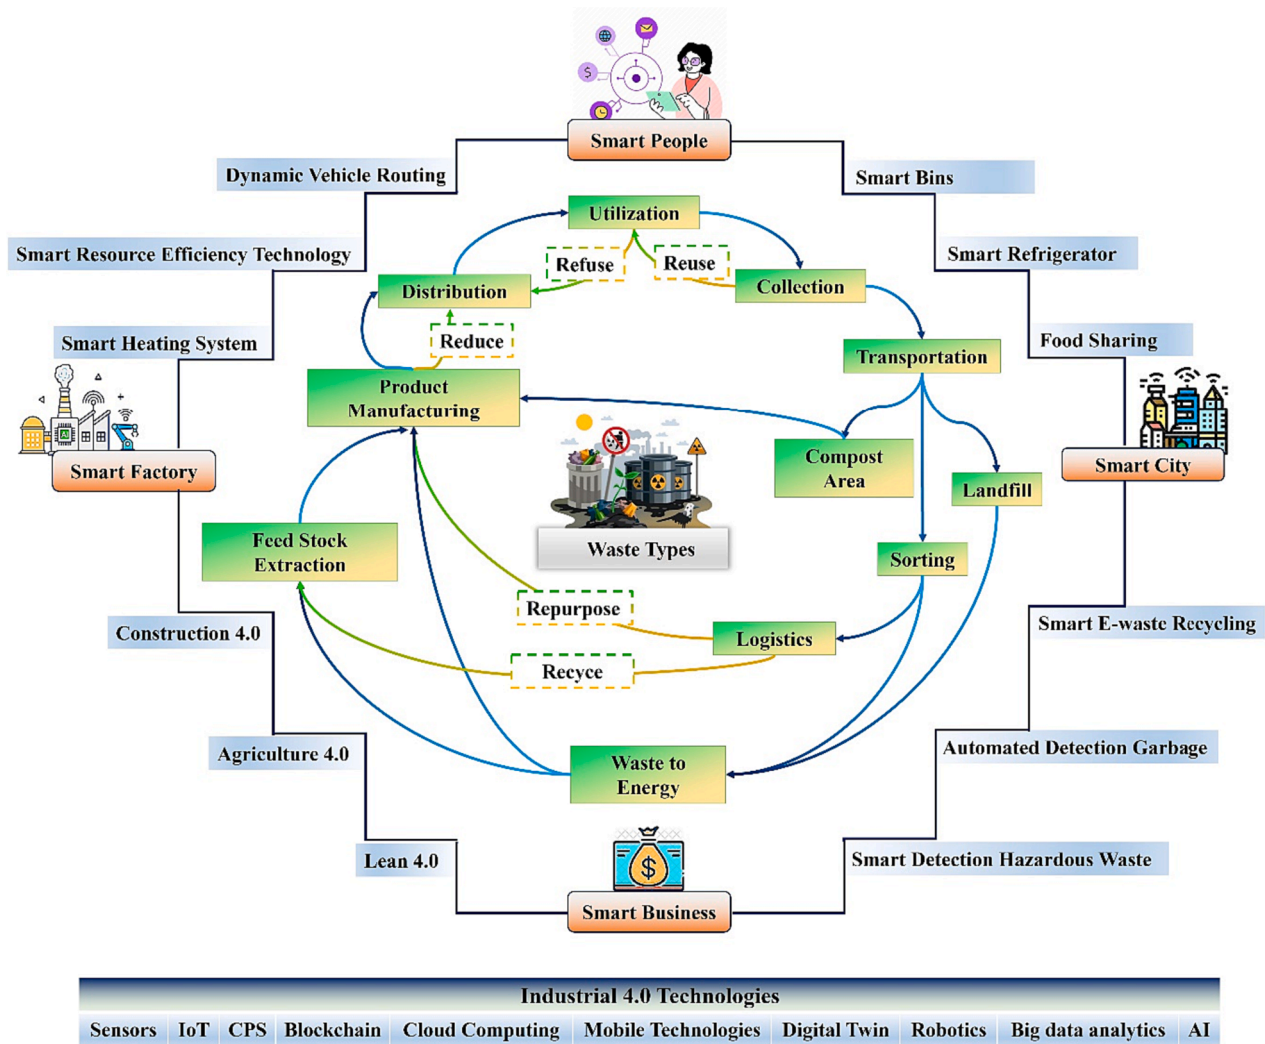 Smart People
Dynamic Vehicle Routing
Smart Bins
Utilization
Smart Resource Efficiency Technology
Refuse
Reuse
Smart Refrigerator
Distribution
Collection
Smart Heating System
Reduce
Food Sharing
Transportation
Product
Manufacturing
AI
Compost
Area
Smart Factory
Smart City
Landfill
Feed Stock
Extraction
Waste Types
Sorting
Repurpose
Construction 4.0
Logistics
Smart E-waste Recycling
Recyce
Agriculture 4.0
Automated Detection Garbage
Waste to
Energy
Lean 4.0
$
Smart Detection Hazardous Waste
Smart Business
Industrial 4.0 Technologies
Sensors IoT CPS Blockchain Cloud Computing Mobile Technologies Digital Twin Robotics Big data analytics AI